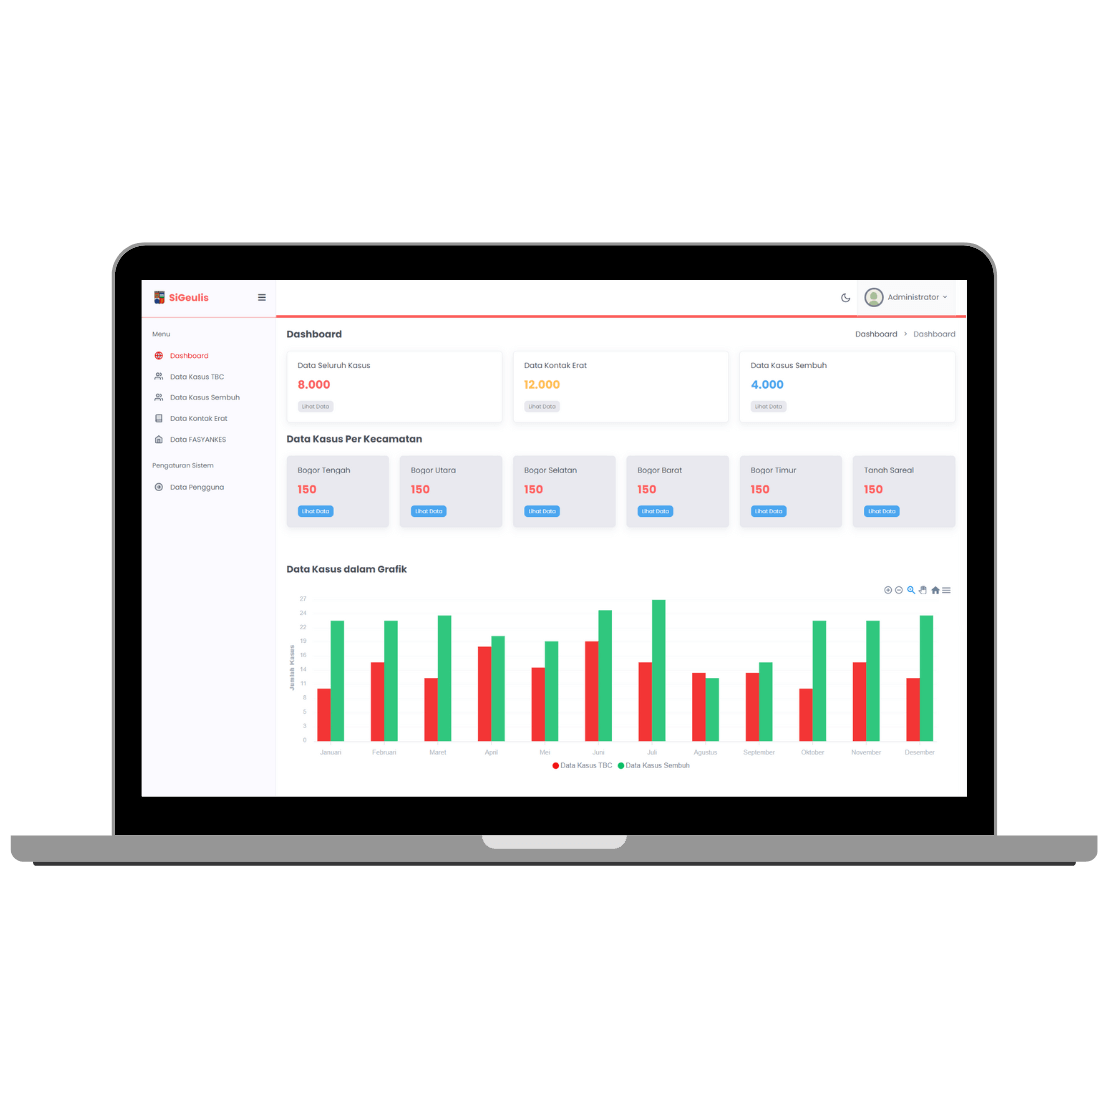 SiGeulis
Administrator
Menu
Dashboard
Data Kasus TBC
Data Kasus Sembuh
Data Kontak Erat
Data FASYANKES
Pengaturan Sistem
Data Pengguna
Dashboard
Dashboard > Dashboard
Data Seluruh Kasus
8.000
Lihat Data
Data Kontak Erat
12.000
Lihat Data
Data Kasus Sembuh
4.000
Lihat Data
Data Kasus Per Kecamatan
Bogor Tengah
150
Lihat Data
Bogor Utara
150
Lihat Data
Bogor Selatan
150
Lihat Data
Bogor Barat
150
Lihat Data
Bogor Timur
150
Lihat Data
Tanah Sareal
150
Lihat Data
Data Kasus dalam Grafik
Jumlah Kasus
27
24
22
19
16
14
11
8
5
3
0
Januari Februari Maret April Mei Juni Juli Agustus September Oktober November Desember
Data Kasus TBC Data Kasus Sembuh